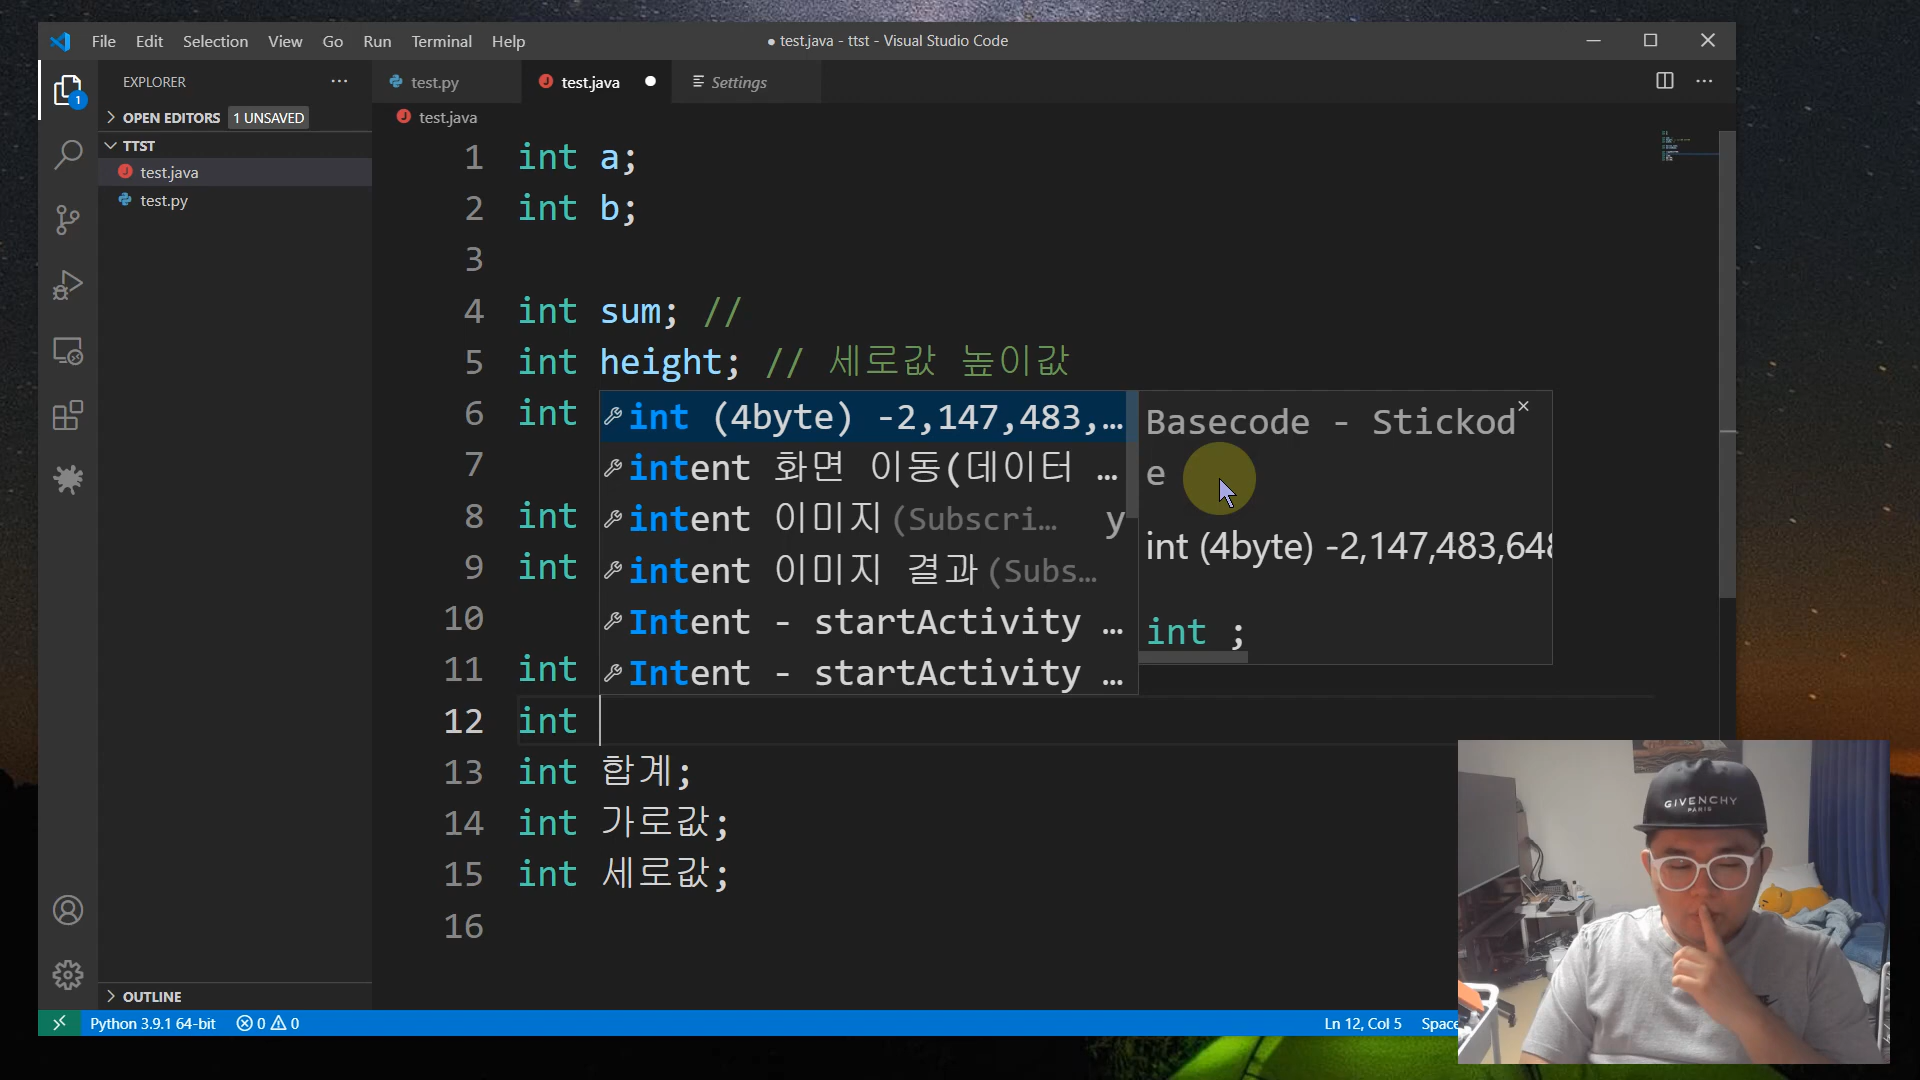 File Edit Selection View Go Run Terminal Help
● test.java - ttst - Visual Studio Code
EXPLORER
OPEN EDITORS 1 UNSAVED
TTST
test.java
test.py
OUTLINE
1
test.py
test.java
Settings
test.java
1 int a;
2 int b;
3
4 int sum; //
5 int height; // 세로값 높이값
6 int
7
8 int
9 int
10
11 int
12 int
13 int 합계;
14 int 가로값;
15 int 세로값;
16
int (4byte) -2,147,483,…
intent 화면 이동(데이터 …
intent 이미지(Subscri… y
intent 이미지 결과(Subs…
Intent - startActivity …
Intent - startActivity …
Basecode - Stickod
e
int (4byte) -2,147,483,648
int ;
GIVENCHY
PARIS
Python 3.9.1 64-bit 0 0
Ln 12, Col 5